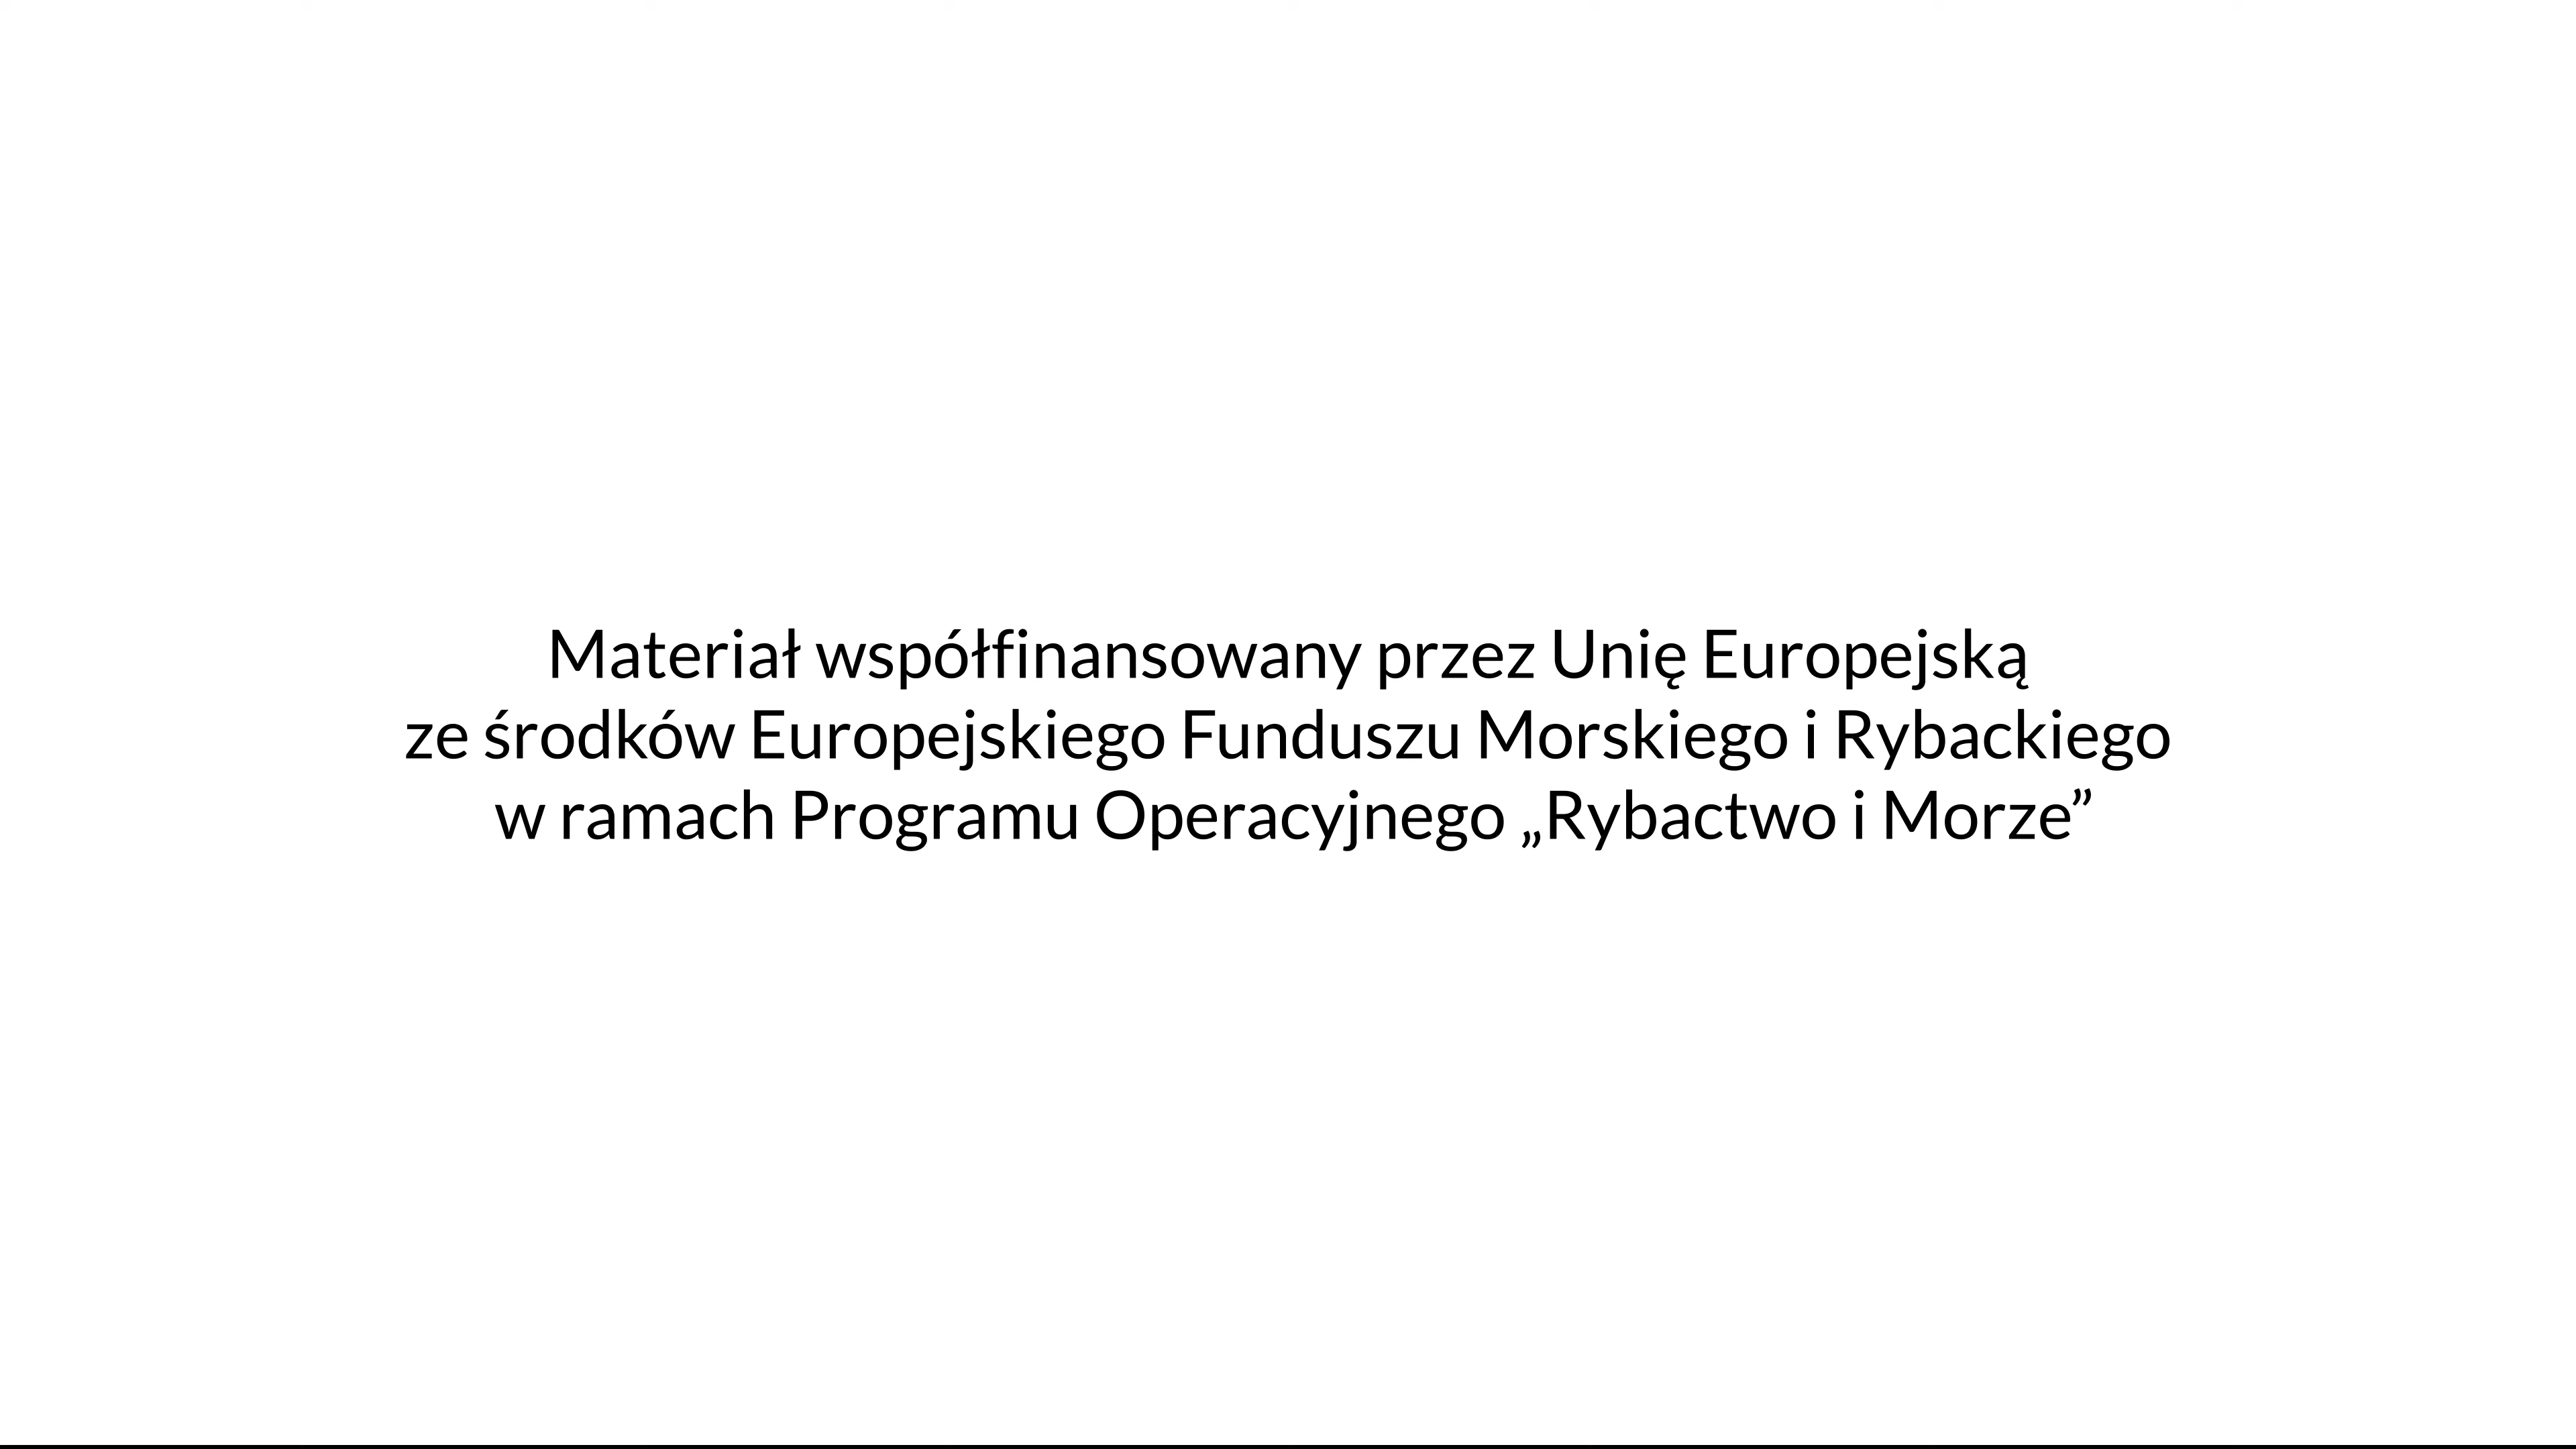 Materiał współfinansowany przez Unię Europejską
ze środków Europejskiego Funduszu Morskiego i Rybackiego
w ramach Programu Operacyjnego „Rybactwo i Morze”